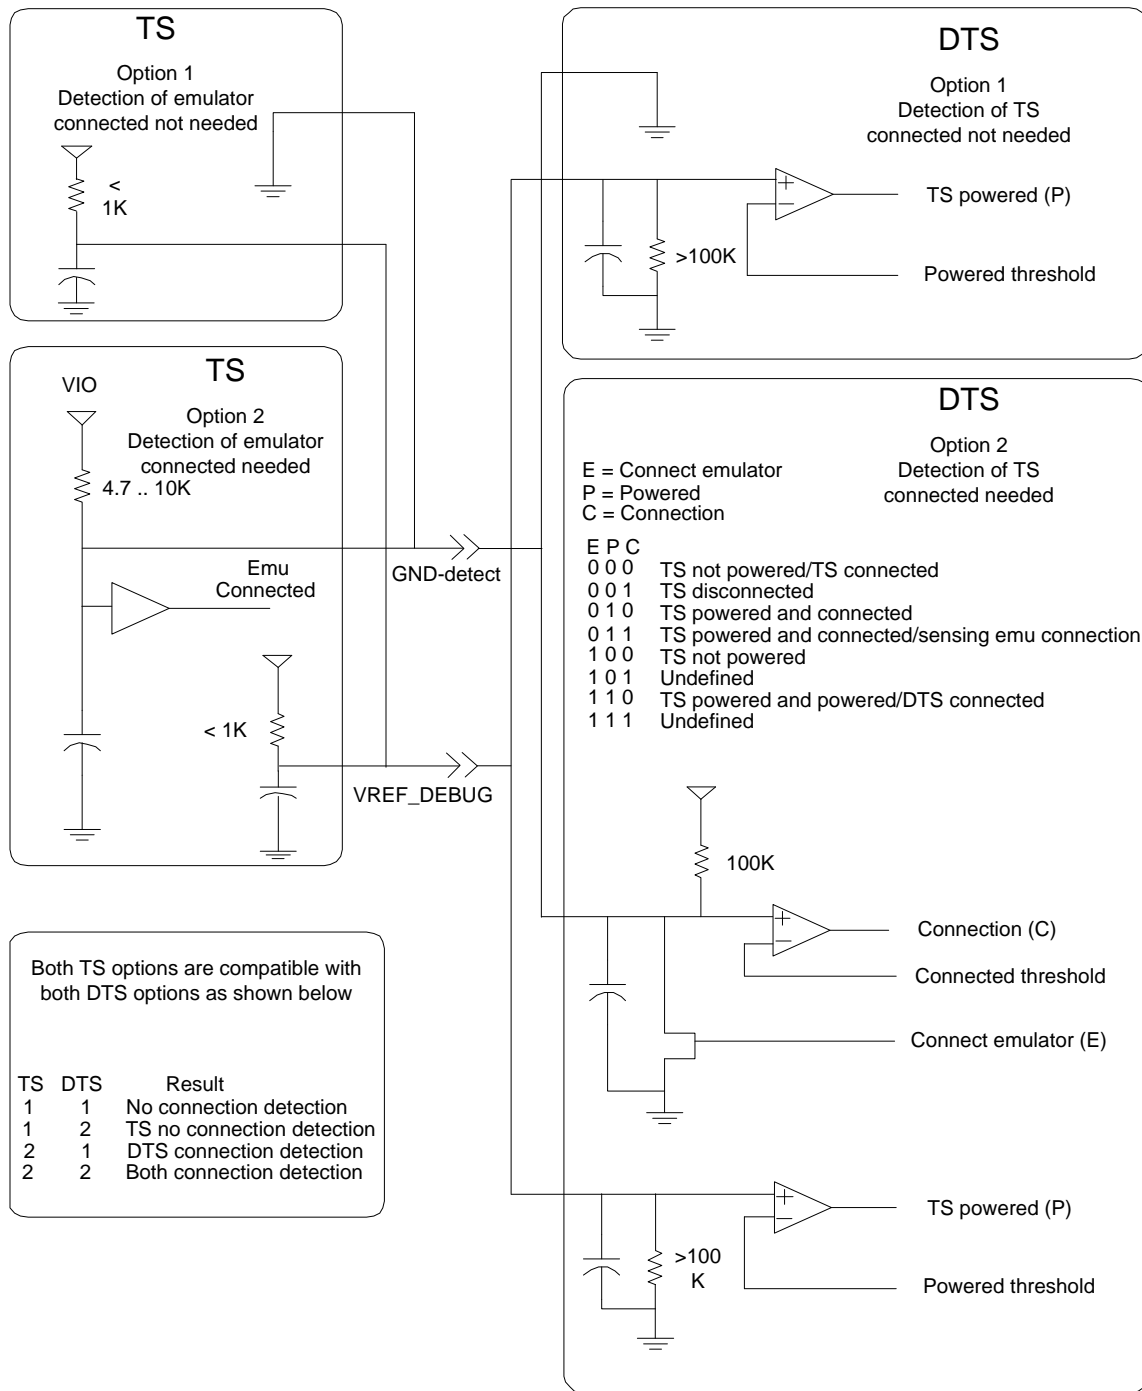 TS
Option 1
Detection of emulator
connected not needed
<
1K
TS
VIO
Option 2
Detection of emulator
connected needed
4.7 .. 10K
Emu
Connected
< 1K
GND-detect
VREF_DEBUG
Both TS options are compatible with
both DTS options as shown below
TS DTS Result
1 1 No connection detection
1 2 TS no connection detection
2 1 DTS connection detection
2 2 Both connection detection
DTS
Option 1
Detection of TS
connected not needed
+
−
TS powered (P)
>100K
Powered threshold
DTS
Option 2
Detection of TS
connected needed
E = Connect emulator
P = Powered
C = Connection
E P C
0 0 0 TS not powered/TS connected
0 0 1 TS disconnected
0 1 0 TS powered and connected
0 1 1 TS powered and connected/sensing emu connection
1 0 0 TS not powered
1 0 1 Undefined
1 1 0 TS powered and powered/DTS connected
1 1 1 Undefined
100K
+
−
Connection (C)
Connected threshold
Connect emulator (E)
+
−
TS powered (P)
>100
K
Powered threshold